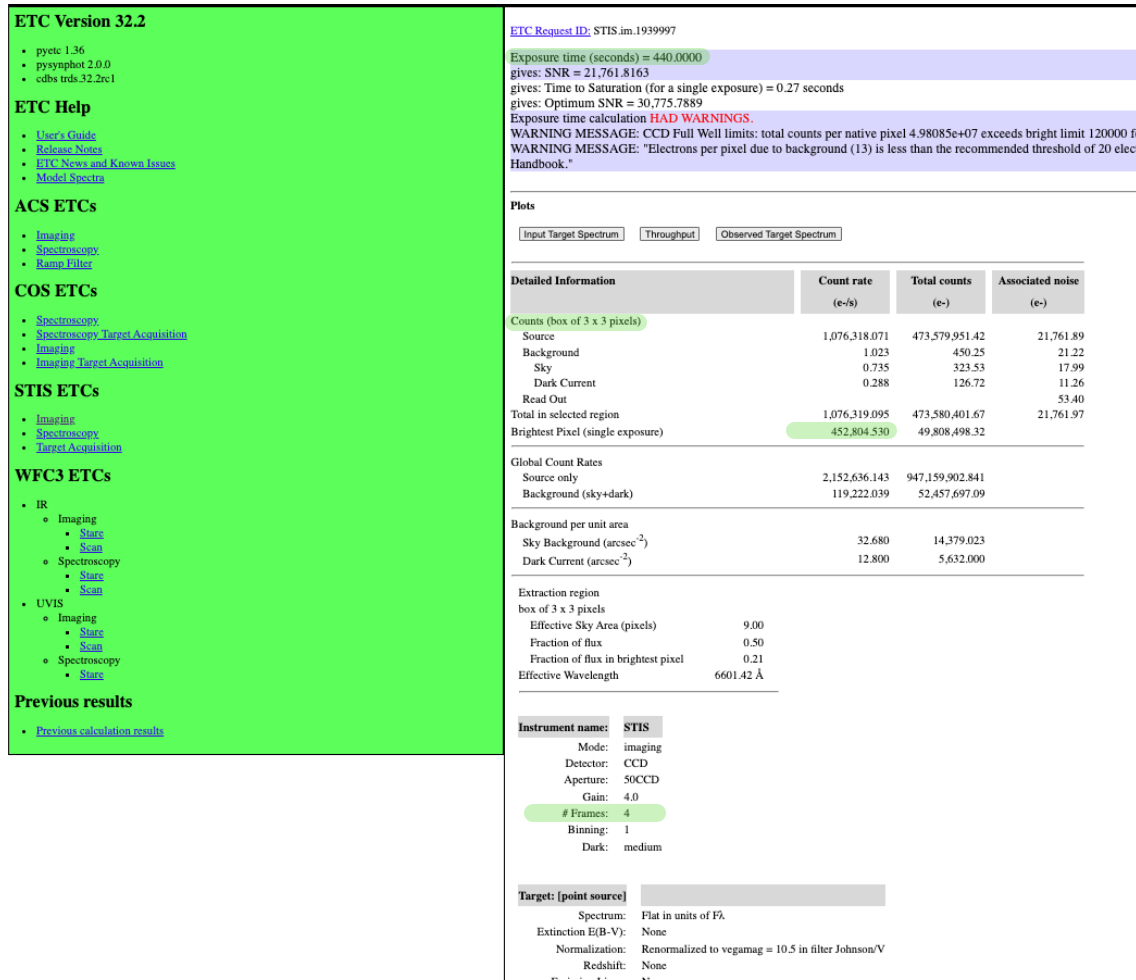 ETC Version 32.2
pyetc 1.36
pysynphot 2.0.0
cdbs trds.32.2rc1
ETC Help
User's Guide
Release Notes
ETC News and Known Issues
Model Spectra
ACS ETCs
Imaging
Spectroscopy
Ramp Filter
COS ETCs
Spectroscopy
Spectroscopy Target Acquisition
Imaging
Imaging Target Acquisition
STIS ETCs
Imaging
Spectroscopy
Target Acquisition
WFC3 ETCs
IR
Imaging
Stare
Scan
Spectroscopy
Stare
Scan
UVIS
Imaging
Stare
Scan
Spectroscopy
Stare
Previous results
Previous calculation results
ETC Request ID: STIS.im.1939997
Exposure time (seconds) = 440.0000
gives: SNR = 21,761.8163
gives: Time to Saturation (for a single exposure) = 0.27 seconds
gives: Optimum SNR = 30,775.7889
Exposure time calculation HAD WARNINGS.
WARNING MESSAGE: CCD Full Well limits: total counts per native pixel 4.98085e+07 exceeds bright limit 120000 f
WARNING MESSAGE: "Electrons per pixel due to background (13) is less than the recommended threshold of 20 elec
Handbook."
Plots
Input Target Spectrum Throughput Observed Target Spectrum
Detailed Information Count rate Total counts Associated noise
(e-/s) (e-) (e-)
Counts (box of 3 x 3 pixels)
Source 1,076,318.071 473,579,951.42 21,761.89
Background 1.023 450.25 21.22
Sky 0.735 323.53 17.99
Dark Current 0.288 126.72 11.26
Read Out 53.40
Total in selected region 1,076,319.095 473,580,401.67 21,761.97
Brightest Pixel (single exposure) 452,804.530 49,808,498.32
Global Count Rates
Source only 2,152,636.143 947,159,902.841
Background (sky+dark) 119,222.039 52,457,697.09
Background per unit area
Sky Background (arcsec-2) 32.680 14,379.023
Dark Current (arcsec-2) 12.800 5,632.000
Extraction region
box of 3 x 3 pixels
Effective Sky Area (pixels) 9.00
Fraction of flux 0.50
Fraction of flux in brightest pixel 0.21
Effective Wavelength 6601.42 Å
Instrument name: STIS
Mode: imaging
Detector: CCD
Aperture: 50CCD
Gain: 4.0
# Frames: 4
Binning: 1
Dark: medium
Target: [point source]
Spectrum: Flat in units of Fλ
Extinction E(B-V): None
Normalization: Renormalized to vegamag = 10.5 in filter Johnson/V
Redshift: None